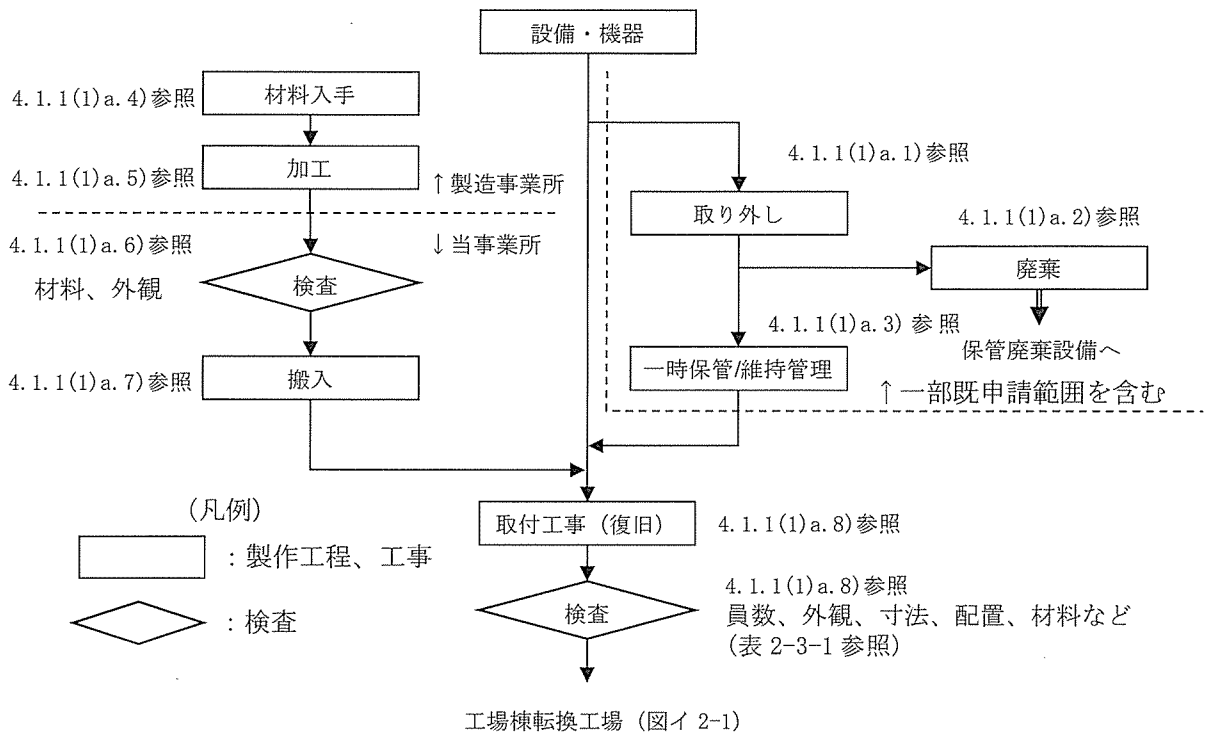 設備・機器
4.1.1(1)a.4)参照
材料入手
4.1.1(1)a.1)参照
4.1.1(1)a.5)参照
加工
↑製造事業所
取り外し
4.1.1(1)a.2)参照
4.1.1(1)a.6)参照
↓当事業所
材料、外観
検査
廃棄
4.1.1(1)a.3)参照
保管廃棄設備へ
4.1.1(1)a.7)参照
搬入
一時保管/維持管理
↑一部既申請範囲を含む
(凡例)
取付工事（復旧）
4.1.1(1)a.8)参照
：製作工程、工事
4.1.1(1)a.8)参照
：検査
検査
員数、外観、寸法、配置、材料など
(表 2-3-1 参照)
工場棟転換工場（図イ 2-1）